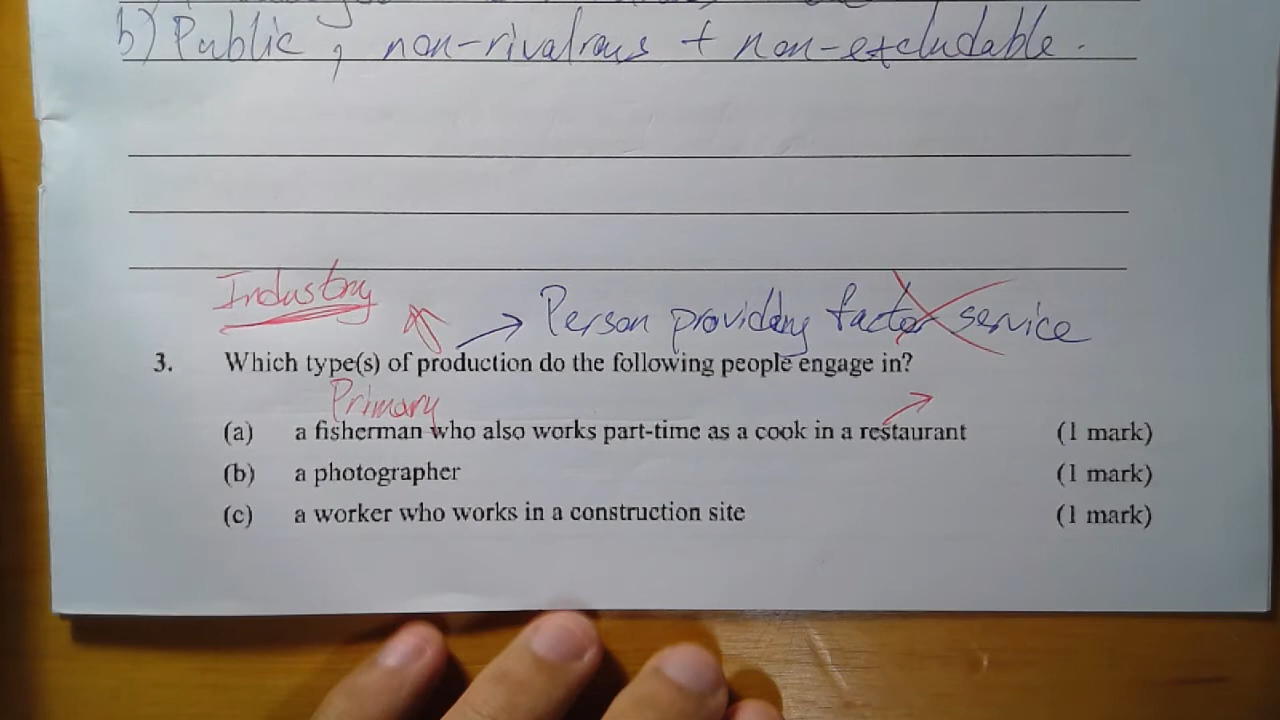 b) Public, non-rivalrous + non-excludable.
Industry
Person providing factor service
3. Which type(s) of production do the following people engage in?
Primary
(a) a fisherman who also works part-time as a cook in a restaurant (1 mark)
(b) a photographer (1 mark)
(c) a worker who works in a construction site (1 mark)